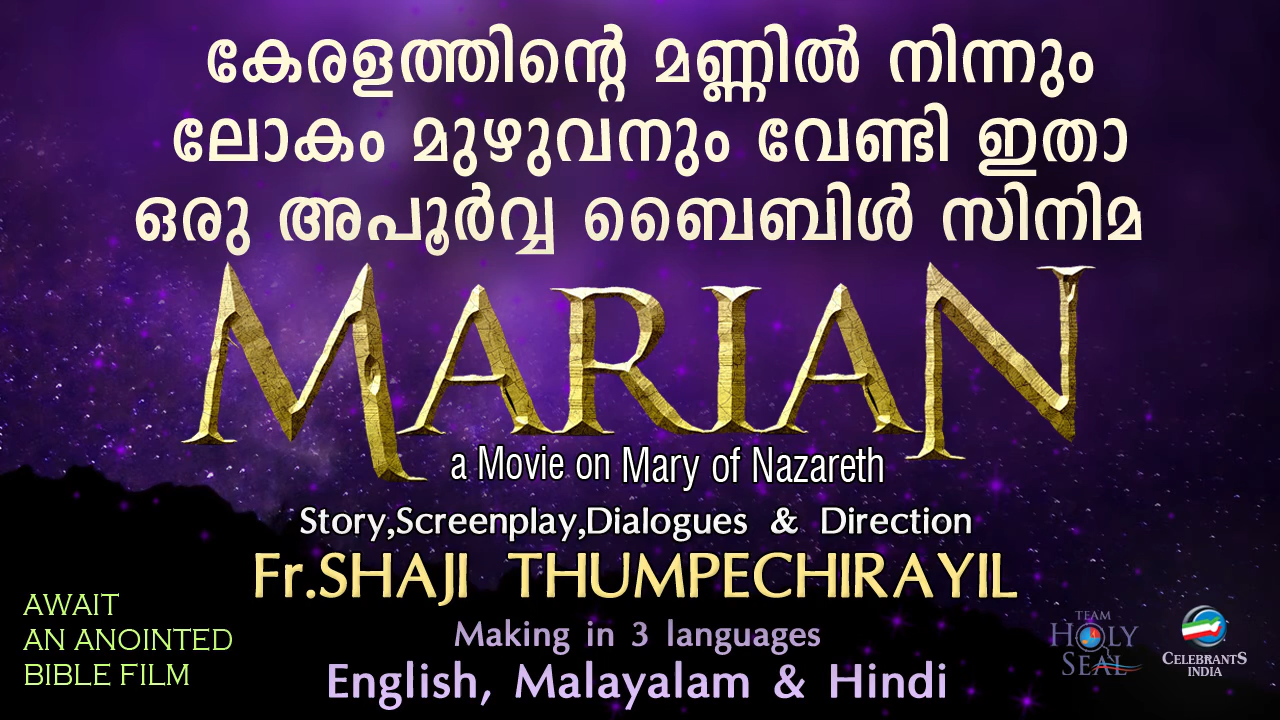 കേരളത്തിന്റെ മണ്ണിൽ നിന്നും
ലോകം മുഴുവനും വേണ്ടി ഇതാ
ഒരു അപൂർവ്വ ബൈബിൾ സിനിമ
MARIAN
a Movie on Mary of Nazareth
Story,Screenplay,Dialogues & Direction
Fr.SHAJI THUMPECHIRAYIL
Making in 3 languages
English, Malayalam & Hindi
AWAIT
AN ANOINTED
BIBLE FILM
TEAM
HOLY
SEAL
CELEBRANTS
INDIA